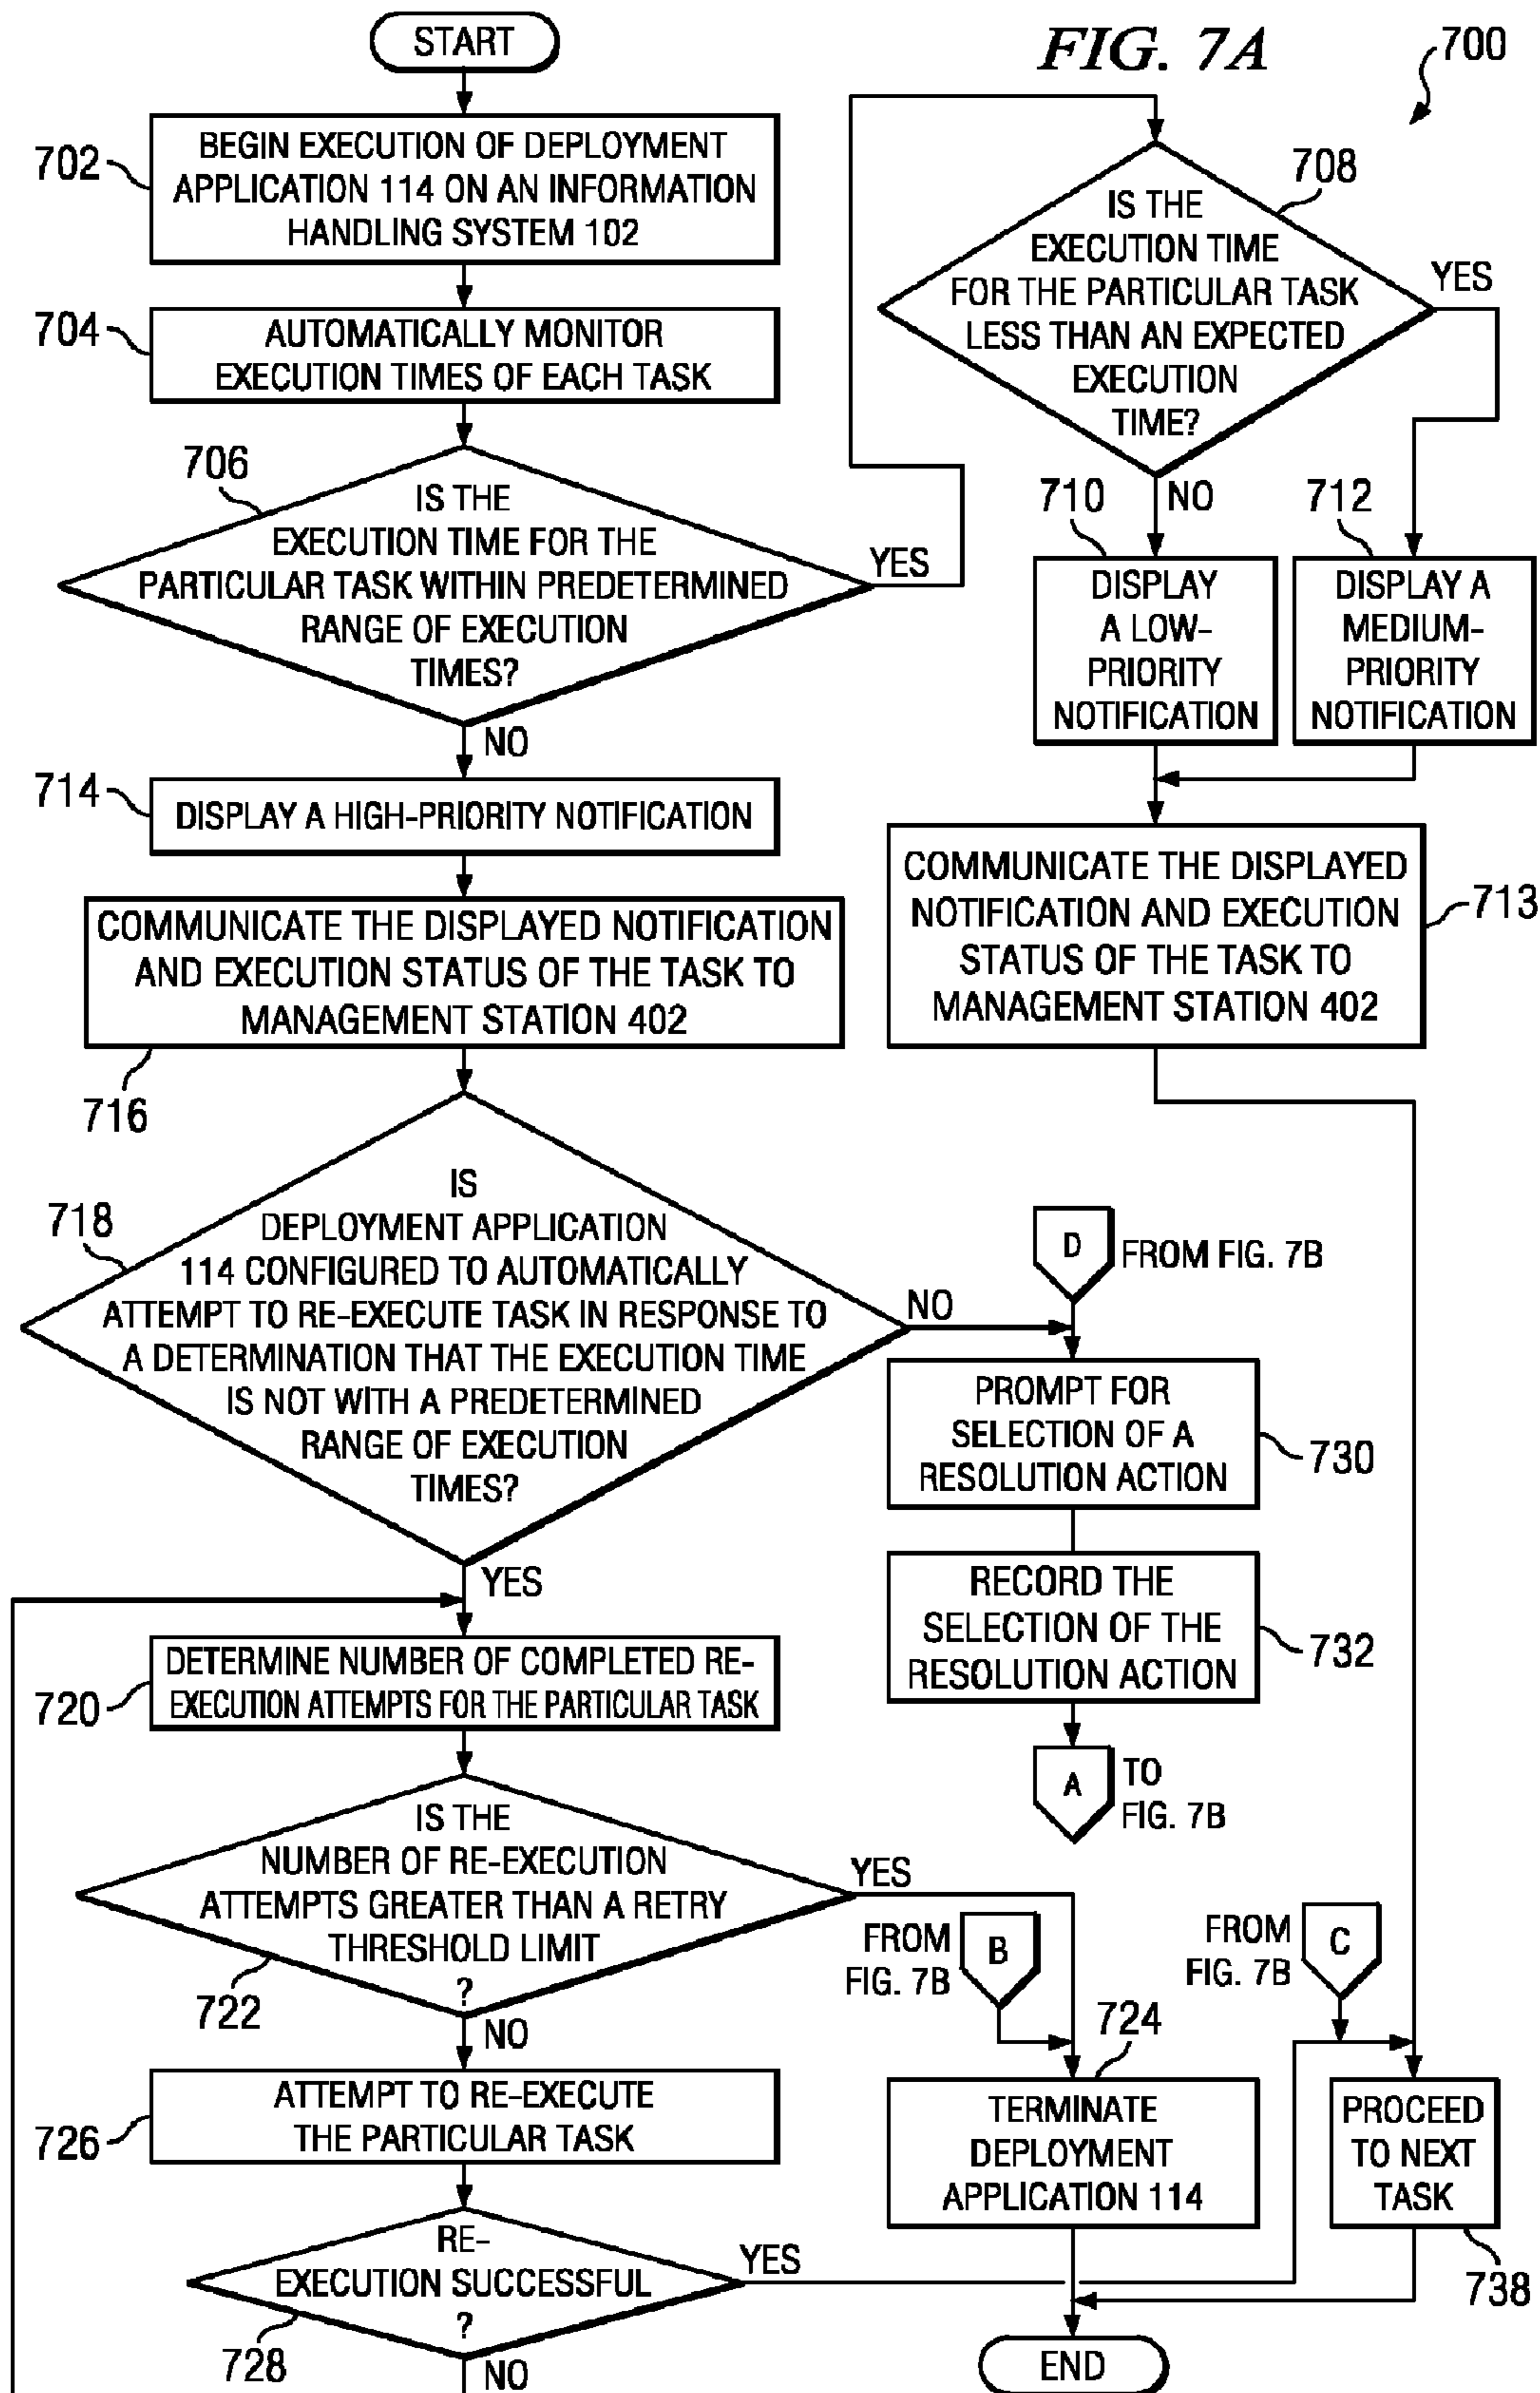 START
FIG. 7A
700
702
BEGIN EXECUTION OF DEPLOYMENT
APPLICATION 114 ON AN INFORMATION
HANDLING SYSTEM 102
704
AUTOMATICALLY MONITOR
EXECUTION TIMES OF EACH TASK
706
IS THE
EXECUTION TIME FOR THE
PARTICULAR TASK WITHIN PREDETERMINED
RANGE OF EXECUTION
TIMES?
YES
NO
708
IS THE
EXECUTION TIME
FOR THE PARTICULAR TASK
LESS THAN AN EXPECTED
EXECUTION
TIME?
YES
NO
710
DISPLAY
A LOW-
PRIORITY
NOTIFICATION
712
DISPLAY A
MEDIUM-
PRIORITY
NOTIFICATION
COMMUNICATE THE DISPLAYED
NOTIFICATION AND EXECUTION
STATUS OF THE TASK TO
MANAGEMENT STATION 402
713
714
DISPLAY A HIGH-PRIORITY NOTIFICATION
COMMUNICATE THE DISPLAYED NOTIFICATION
AND EXECUTION STATUS OF THE TASK TO
MANAGEMENT STATION 402
716
718
IS
DEPLOYMENT APPLICATION
114 CONFIGURED TO AUTOMATICALLY
ATTEMPT TO RE-EXECUTE TASK IN RESPONSE TO
A DETERMINATION THAT THE EXECUTION TIME
IS NOT WITH A PREDETERMINED
RANGE OF EXECUTION
TIMES?
NO
YES
D
FROM FIG. 7B
PROMPT FOR
SELECTION OF A
RESOLUTION ACTION
730
RECORD THE
SELECTION OF THE
RESOLUTION ACTION
732
A
TO
FIG. 7B
720
DETERMINE NUMBER OF COMPLETED RE-
EXECUTION ATTEMPTS FOR THE PARTICULAR TASK
IS THE
NUMBER OF RE-EXECUTION
ATTEMPTS GREATER THAN A RETRY
THRESHOLD LIMIT
?
722
YES
NO
FROM
FIG. 7B
B
FROM
FIG. 7B
C
724
TERMINATE
DEPLOYMENT
APPLICATION 114
PROCEED
TO NEXT
TASK
738
726
ATTEMPT TO RE-EXECUTE
THE PARTICULAR TASK
RE-
EXECUTION SUCCESSFUL
?
728
YES
NO
END